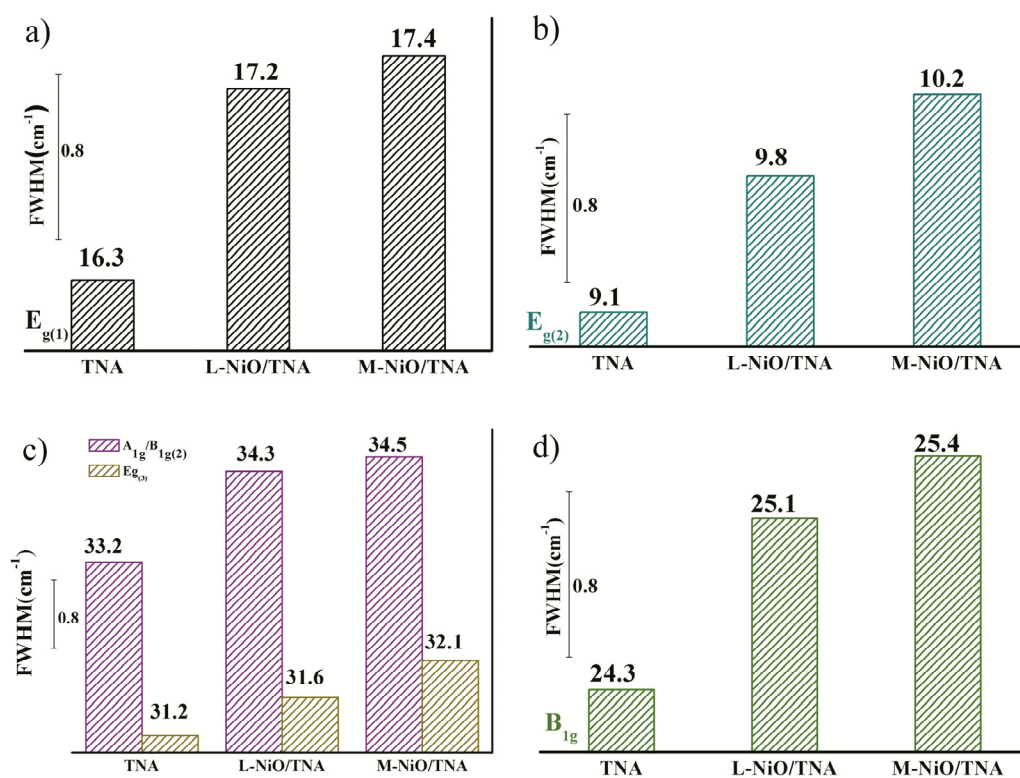 a)
17.2
17.4
FWHM(cm-1)
0.8
16.3
Eg(1)
TNA
L-NiO/TNA
M-NiO/TNA
b)
10.2
9.8
FWHM(cm-1)
0.8
9.1
Eg(2)
TNA
L-NiO/TNA
M-NiO/TNA
c)
A1g/B1g(2)
Eg(3)
34.3
34.5
33.2
FWHM(cm-1)
0.8
32.1
31.6
31.2
TNA
L-NiO/TNA
M-NiO/TNA
d)
25.4
25.1
FWHM(cm-1)
0.8
24.3
B1g
TNA
L-NiO/TNA
M-NiO/TNA